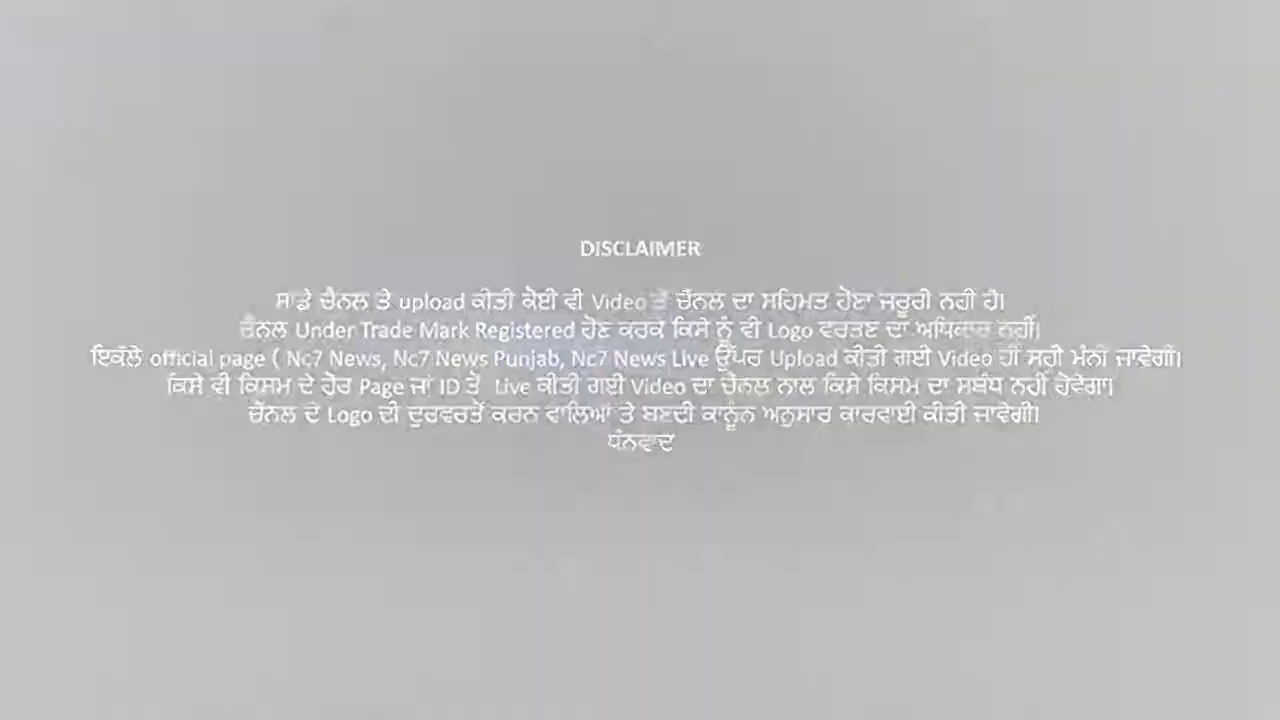 DISCLAIMER
ਸਾਡੇ ਚੈਨਲ ਤੇ upload ਕੀਤੀ ਕੋਈ ਵੀ Video ਤੋਂ ਚੈਨਲ ਦਾ ਸਹਿਮਤ ਹੋਣਾ ਜਰੂਰੀ ਨਹੀਂ ਹੈ।
ਚੈਨਲ Under Trade Mark Registered ਹੋਣ ਕਰਕੇ ਕਿਸੇ ਨੂੰ ਵੀ Logo ਵਰਤਣ ਦਾ ਅਧਿਕਾਰ ਨਹੀਂ।
ਇਕੱਲੇ official page ( Nc7 News, Nc7 News Punjab, Nc7 News Live ਉੱਪਰ Upload ਕੀਤੀ ਗਈ Video ਹੀ ਸਹੀ ਮੰਨੀ ਜਾਵੇਗੀ।
ਕਿਸੇ ਵੀ ਕਿਸਮ ਦੇ ਹੋਰ Page ਜਾਂ ID ਤੋਂ Live ਕੀਤੀ ਗਈ Video ਦਾ ਚੈਨਲ ਨਾਲ ਕਿਸੇ ਕਿਸਮ ਦਾ ਸਬੰਧ ਨਹੀਂ ਹੋਵੇਗਾ।
ਚੈਨਲ ਦੇ Logo ਦੀ ਦੁਰਵਰਤੋਂ ਕਰਨ ਵਾਲਿਆਂ ਤੇ ਬਣਦੀ ਕਾਨੂੰਨ ਅਨੁਸਾਰ ਕਾਰਵਾਈ ਕੀਤੀ ਜਾਵੇਗੀ।
ਧੰਨਵਾਦ